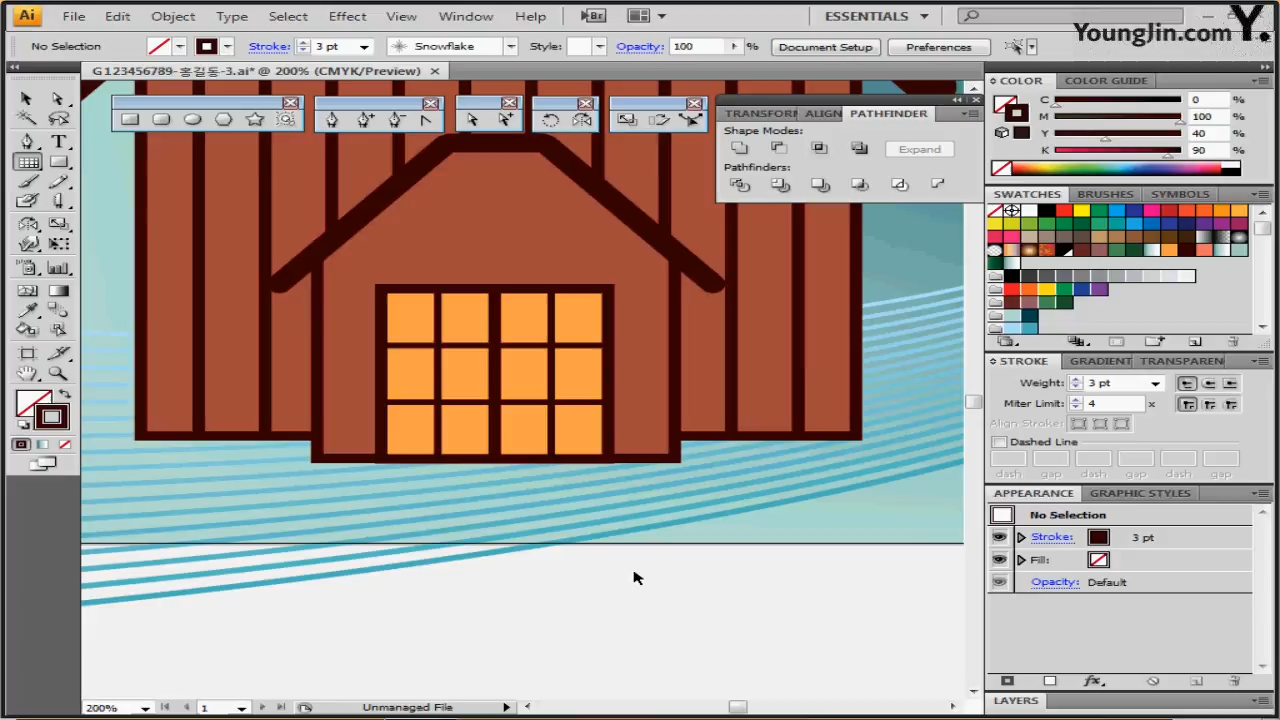 Ai File Edit Object Type Select Effect View Window Help Br ESSENTIALS
YoungJin.com Y.
No Selection Stroke: 3 pt Snowflake Style: Opacity: 100 % Document Setup Preferences
G123456789-홍길동-3.ai* @ 200% (CMYK/Preview)
COLOR COLOR GUIDE
C 0 %
M 100 %
Y 40 %
K 90 %
TRANSFORM ALIGN PATHFINDER
Shape Modes:
Expand
Pathfinders:
SWATCHES BRUSHES SYMBOLS
STROKE GRADIENT TRANSPAREN
Weight: 3 pt
Miter Limit: 4 x
Align Stroke:
Dashed Line
dash gap dash gap dash gap
APPEARANCE GRAPHIC STYLES
No Selection
Stroke: 3 pt
Fill:
Opacity: Default
fx
LAYERS
200% 1 Unmanaged File